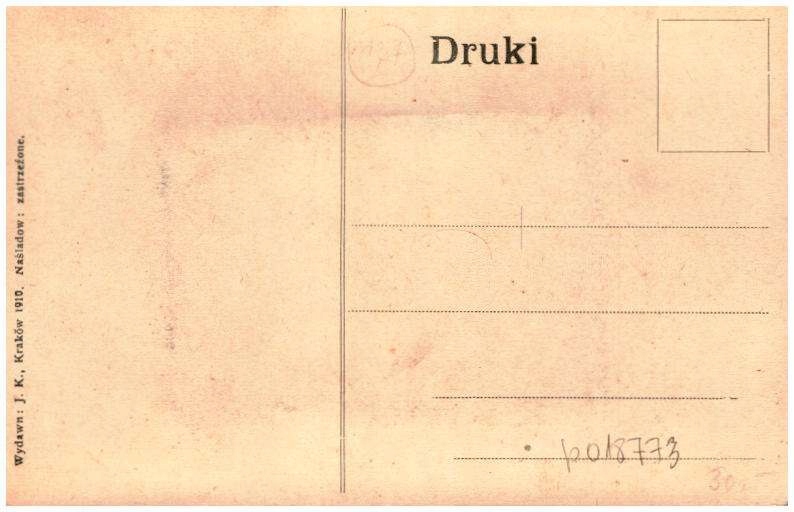 Druki
Wydawn: J. K., Kraków 1910. Naśladow: zastrzeżone.
p018773
30.-